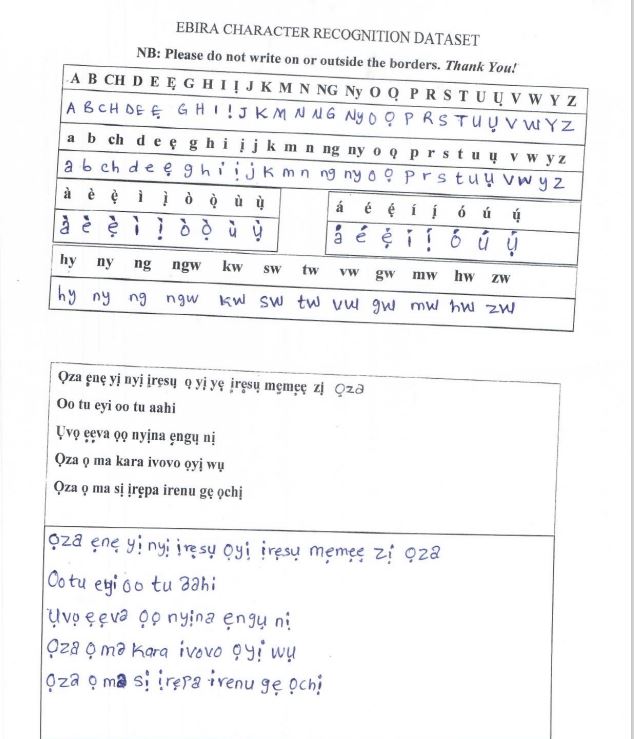 EBIRA CHARACTER RECOGNITION DATASET
NB: Please do not write on or outside the borders. Thank You!
A B CH D E Ẹ G H I Ị J K M N NG Ny O Ọ P R S T U Ụ V W Y Z
A B CH D E Ẹ G H I Ị J K M N NG Ny O Ọ P R S T U Ụ V W Y Z
a b ch d e ẹ g h i ị j k m n ng ny o ọ p r s t u ụ v w y z
a b ch d e ẹ g h i ị j k m n ng ny o ọ p r s t u ụ v w y z
à è ẹ̀ ì ị̀ ò ọ̀ ù ụ̀ á é ẹ́ í ị́ ó ú ụ́
à è ẹ̀ ì ị̀ ò ọ̀ ù ụ̀ á é ẹ́ í ị́ ó ú ụ́
hy ny ng ngw kw sw tw vw gw mw hw zw
hy ny ng ngw kw sw tw vw gw mw hw zw
Ọza ẹnẹ yị nyị ịrẹsụ ọ yị yẹ ịrẹsụ mẹmẹẹ zị ọza
Oo tu eyi oo tu aahi
Ụvọ ẹẹva ọọ nyịna ẹngụ nị
Ọza ọ ma kara ivovo ọyị wụ
Ọza ọ ma sị ịrẹpa irenu gẹ ọchị
Ọza ẹnẹ yị nyị ịrẹsụ ọyị ịrẹsụ mẹmẹẹ zị ọza
Oo tu eyi oo tu aahi
Ụvọ ẹẹva ọọ nyịna ẹngụ nị
Ọza ọ ma kara ivovo ọyị wụ
Ọza ọ ma sị ịrẹpa irenu gẹ ọchị